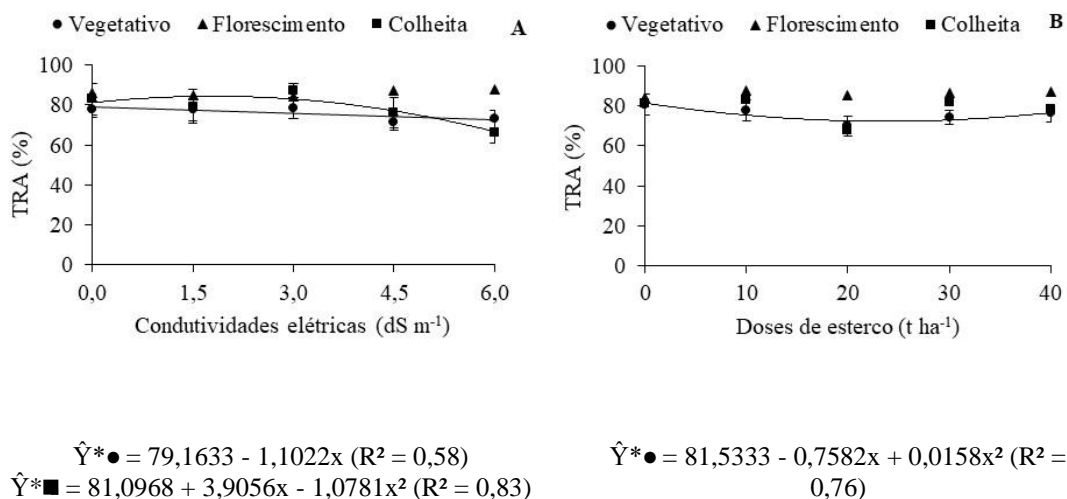 ● Vegetativo ▲ Florescimento ■ Colheita A
100
80
60
40
20
0
TRA (%)
0,0 1,5 3,0 4,5 6,0
Condutividades elétricas (dS m⁻¹)
● Vegetativo ▲ Florescimento ■ Colheita B
100
80
60
40
20
0
TRA (%)
0 10 20 30 40
Doses de esterco (t ha⁻¹)
Ŷ*● = 79,1633 - 1,1022x (R² = 0,58)
Ŷ*■ = 81,0968 + 3,9056x - 1,0781x² (R² = 0,83)
Ŷ*● = 81,5333 - 0,7582x + 0,0158x² (R² =
0,76)